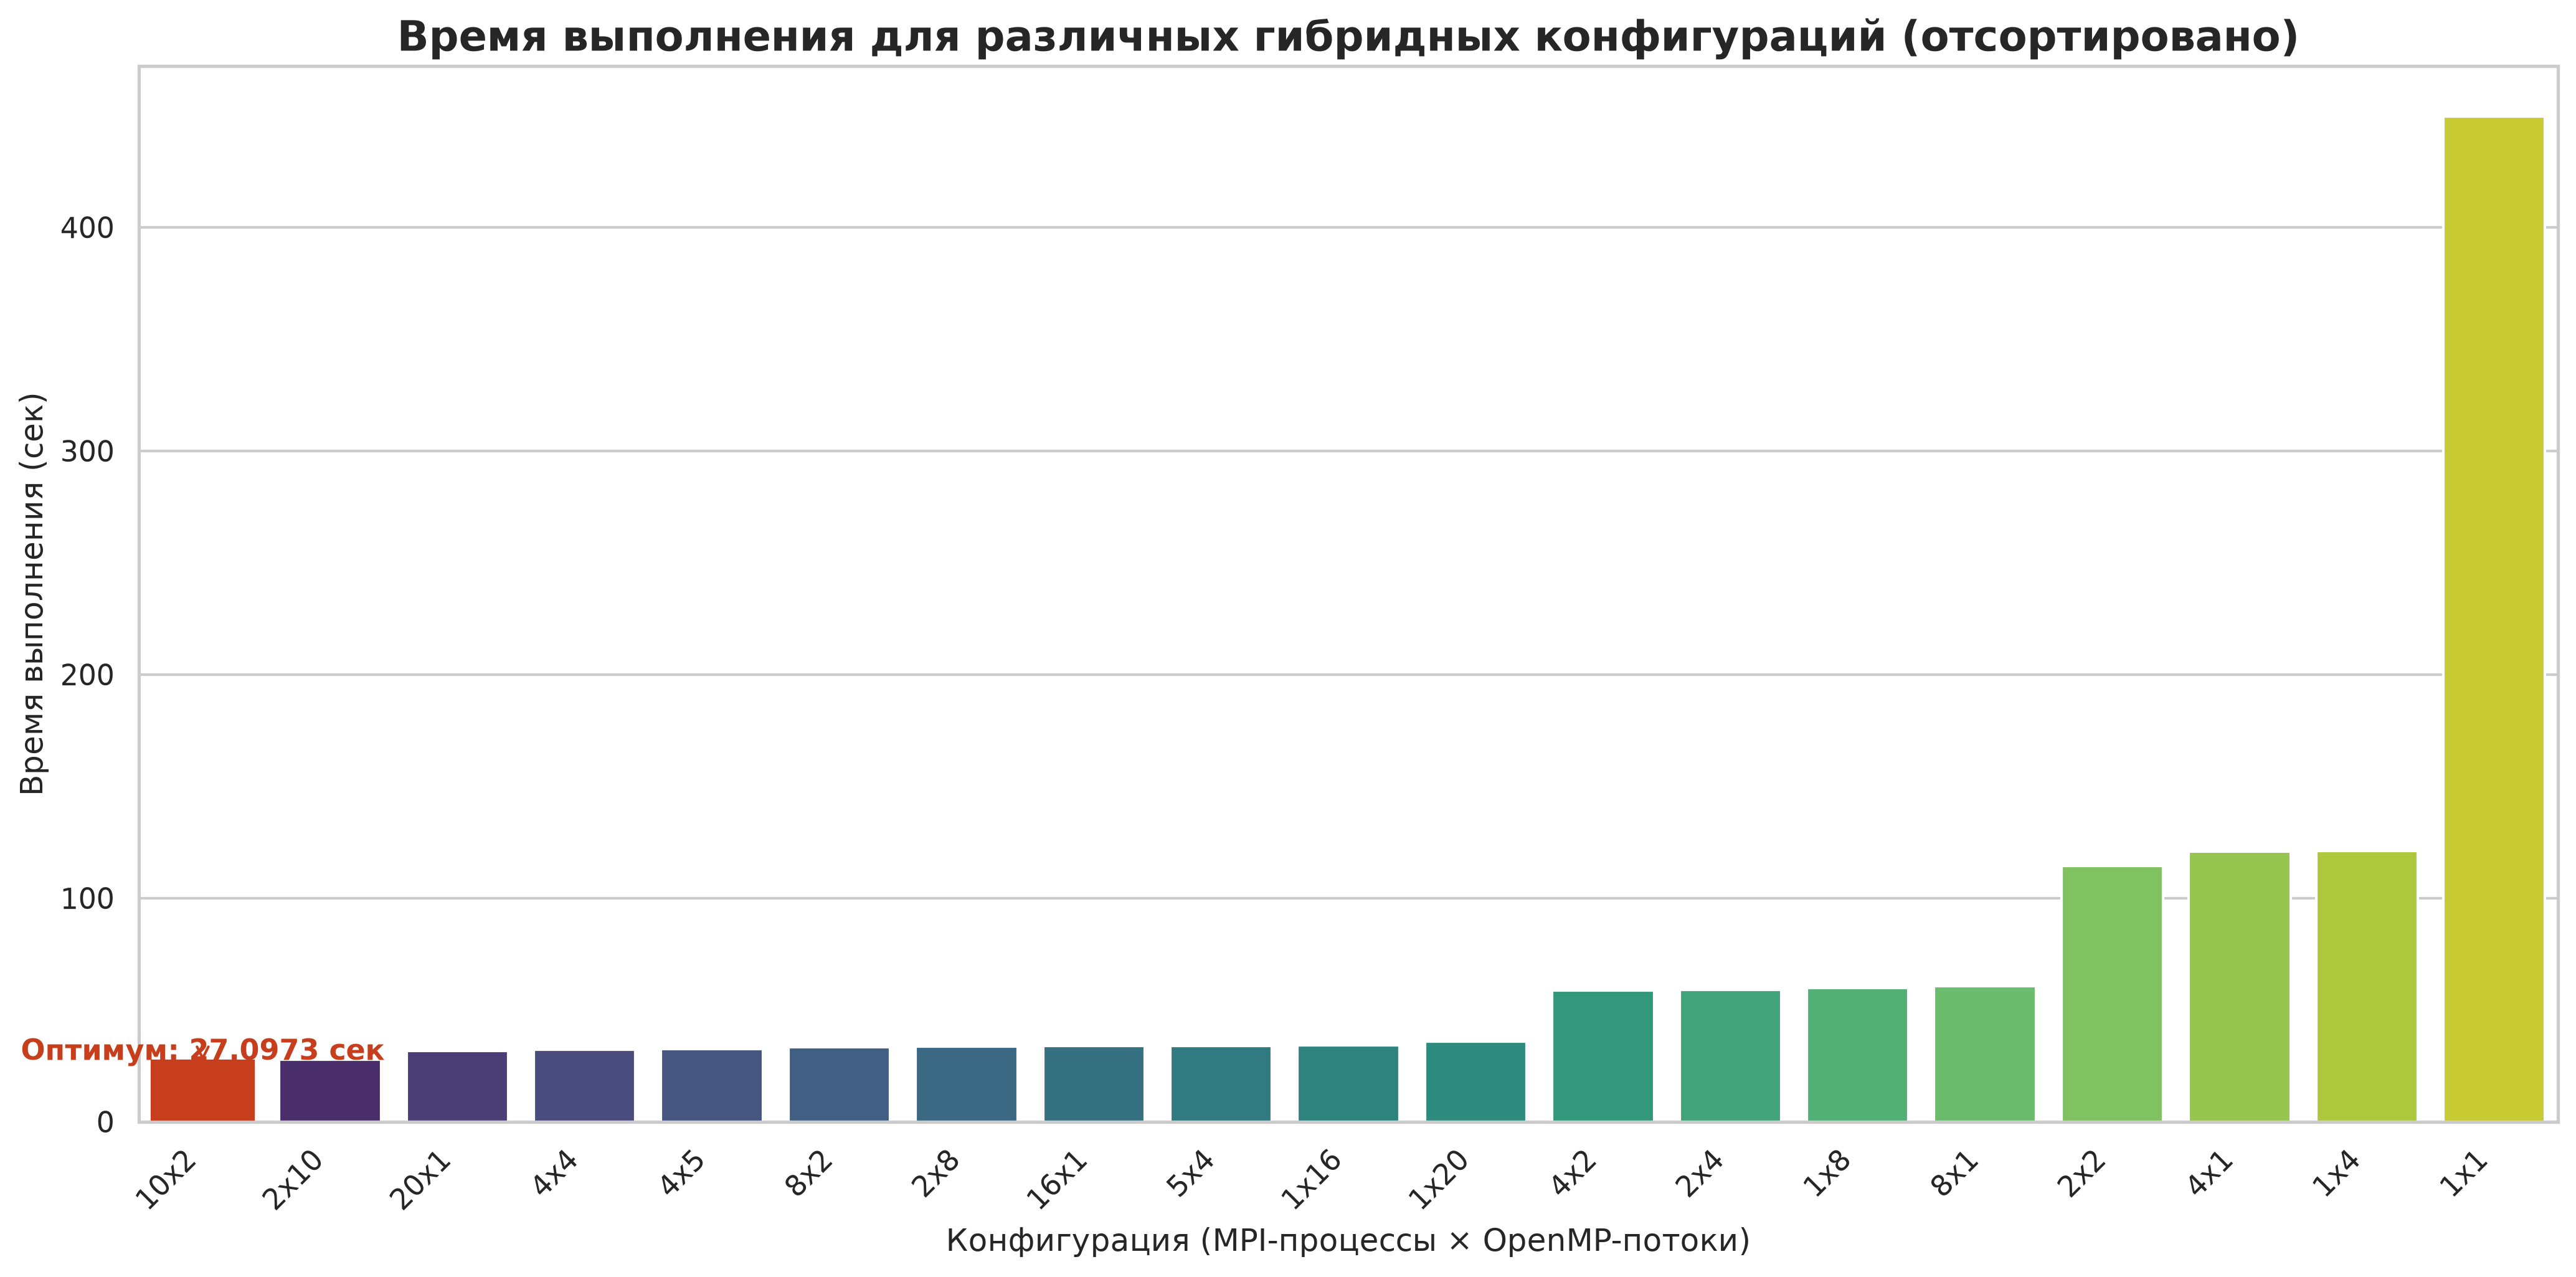 Время выполнения для различных гибридных конфигураций (отсортировано)
Время выполнения (сек)
400
300
200
100
0
Оптимум: 27.0973 сек
10x2
2x10
20x1
4x4
4x5
8x2
2x8
16x1
5x4
1x16
1x20
4x2
2x4
1x8
8x1
2x2
4x1
1x4
1x1
Конфигурация (MPI-процессы × OpenMP-потоки)